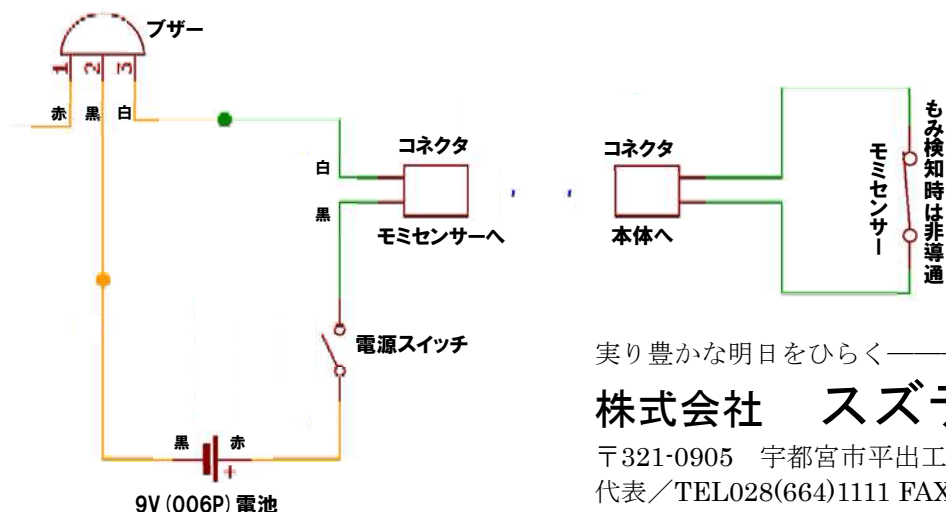 ブザー
1 2 3
赤 黒 白
コネクタ
白
黒
モミセンサーへ
電源スイッチ
黒 赤
+
9V(006P)電池
コネクタ
本体へ
モミセンサー
もみ検知時は非導通
実り豊かな明日をひらく―――
株式会社 スズテ
〒321-0905 宇都宮市平出工
代表／TEL028(664)1111 FAX